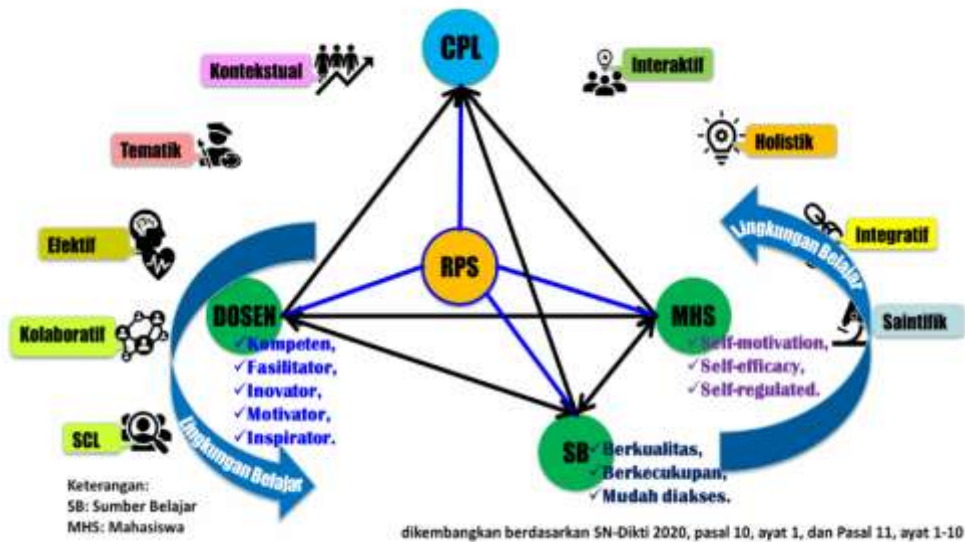 CPL
Kontekstual
Interaktif
Tematik
Holistik
Efektif
Lingkungan Belajar
Integratif
RPS
Kolaboratif
DOSEN
MHS
Saintifik
✓Kompeten,
✓Fasilitator,
✓Inovator,
✓Motivator,
✓Inspirator.
✓Self-motivation,
✓Self-efficacy,
✓Self-regulated.
SCL
Lingkungan Belajar
SB
✓Berkualitas,
✓Berkecukupan,
✓Mudah diakses.
Keterangan:
SB: Sumber Belajar
MHS: Mahasiswa
dikembangkan berdasarkan SN-Dikti 2020, pasal 10, ayat 1, dan Pasal 11, ayat 1-10